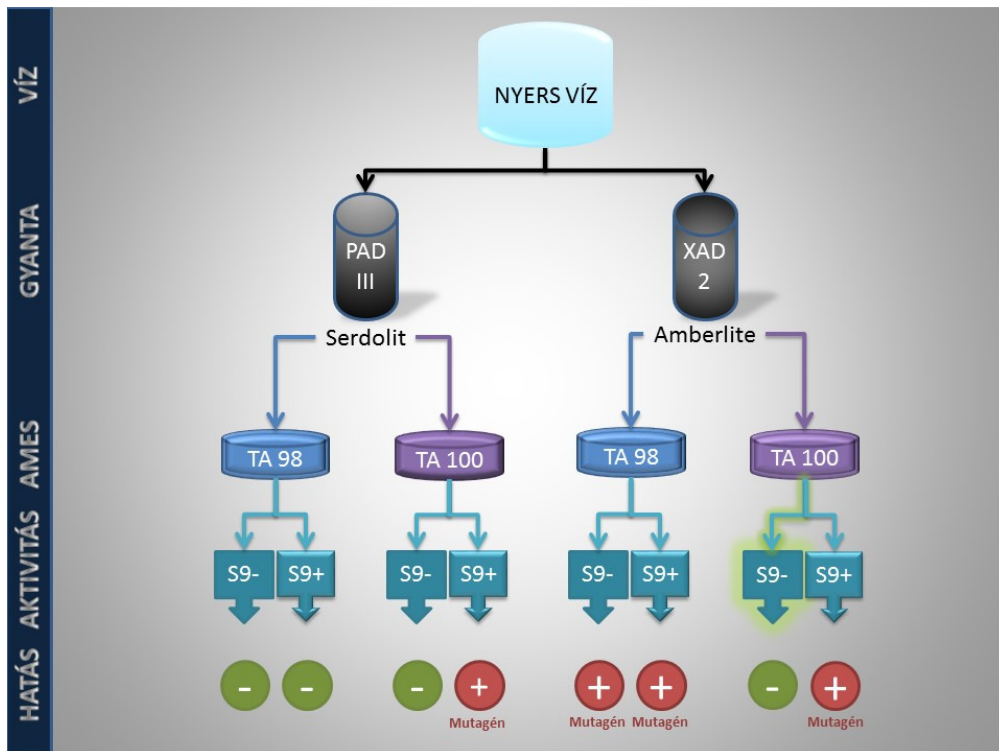 VÍZ
NYERS VÍZ
GYANTA
PAD
III
XAD
2
Serdolit
Amberlite
AMES
TA 98
TA 100
TA 98
TA 100
AKTIVITÁS
S9-
S9+
S9-
S9+
S9-
S9+
S9-
S9+
HATÁS
-
-
-
+
+
+
-
+
Mutagén
Mutagén
Mutagén
Mutagén